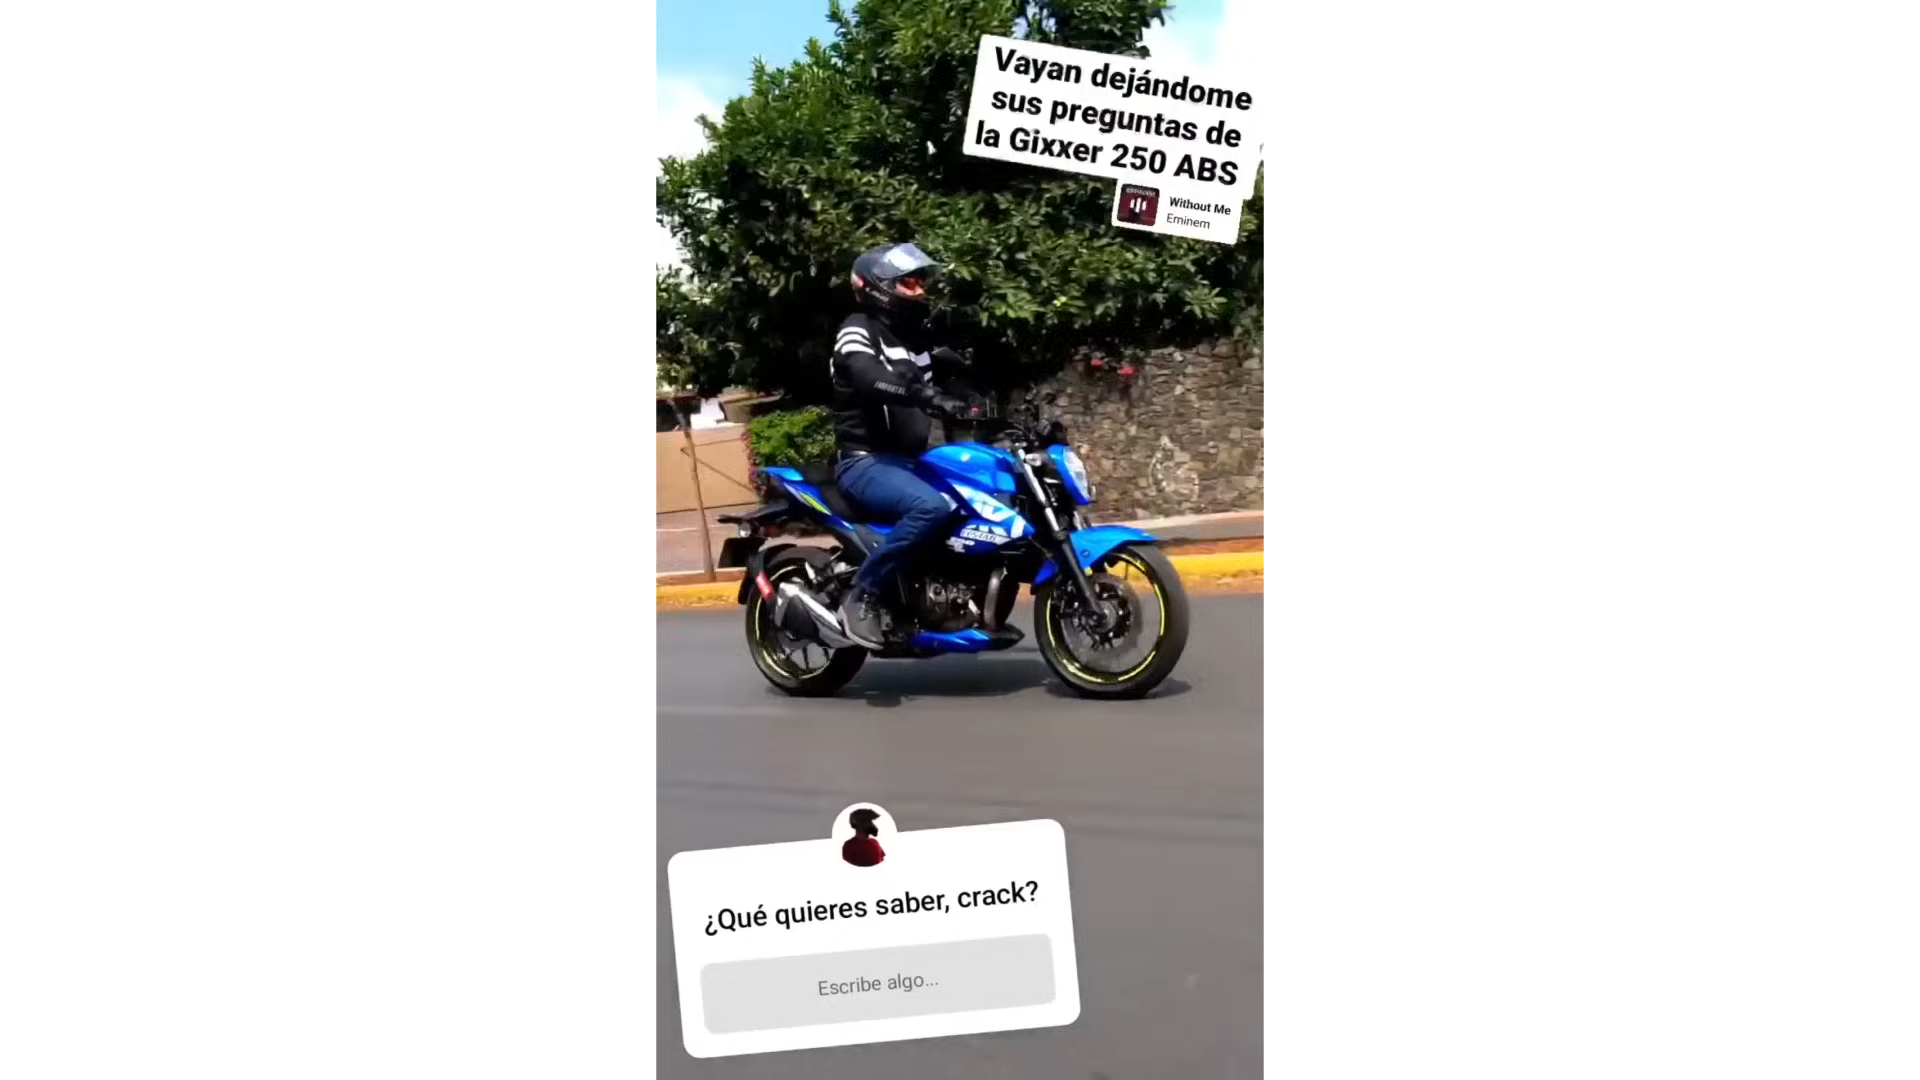 Vayan dejándome
sus preguntas de
la Gixxer 250 ABS
Without Me
Eminem
¿Qué quieres saber, crack?
Escribe algo...